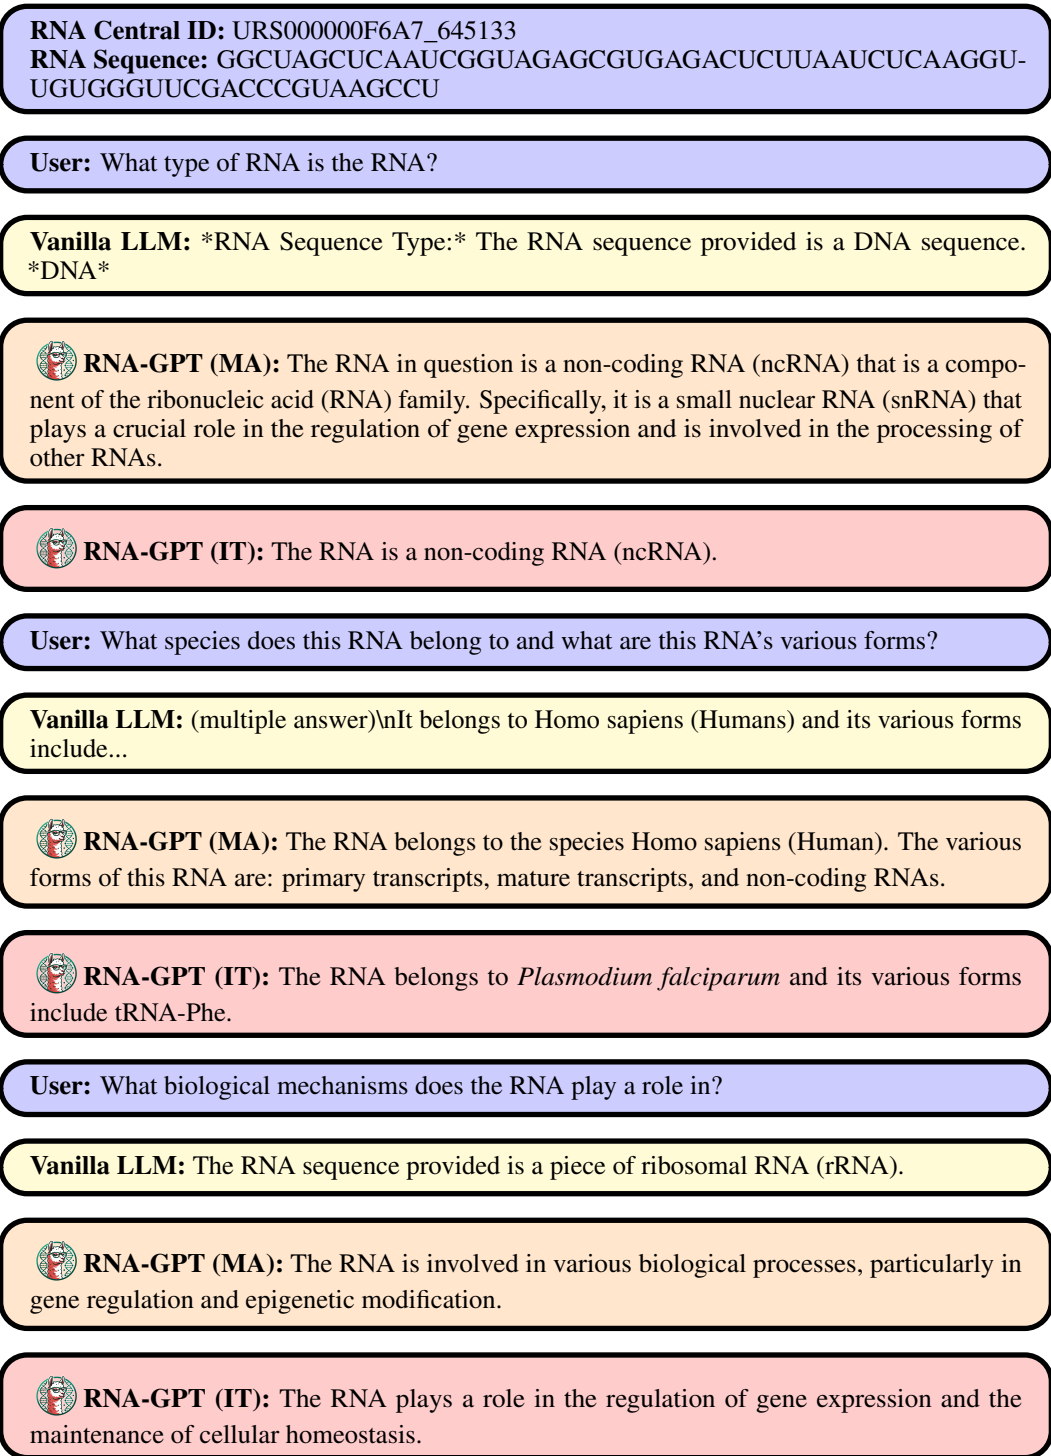 RNA Central ID: URS000000F6A7_645133
RNA Sequence: GGCUAGCUCAAUCGGUAGAGCGUGAGACUCUUAAUCUCAAGGU-
UGUGGGUUCGACCCGUAAGCCU
User: What type of RNA is the RNA?
Vanilla LLM: *RNA Sequence Type:* The RNA sequence provided is a DNA sequence.
*DNA*
RNA-GPT (MA): The RNA in question is a non-coding RNA (ncRNA) that is a compo-
nent of the ribonucleic acid (RNA) family. Specifically, it is a small nuclear RNA (snRNA) that
plays a crucial role in the regulation of gene expression and is involved in the processing of
other RNAs.
RNA-GPT (IT): The RNA is a non-coding RNA (ncRNA).
User: What species does this RNA belong to and what are this RNA's various forms?
Vanilla LLM: (multiple answer)\nIt belongs to Homo sapiens (Humans) and its various forms
include...
RNA-GPT (MA): The RNA belongs to the species Homo sapiens (Human). The various
forms of this RNA are: primary transcripts, mature transcripts, and non-coding RNAs.
RNA-GPT (IT): The RNA belongs to Plasmodium falciparum and its various forms
include tRNA-Phe.
User: What biological mechanisms does the RNA play a role in?
Vanilla LLM: The RNA sequence provided is a piece of ribosomal RNA (rRNA).
RNA-GPT (MA): The RNA is involved in various biological processes, particularly in
gene regulation and epigenetic modification.
RNA-GPT (IT): The RNA plays a role in the regulation of gene expression and the
maintenance of cellular homeostasis.